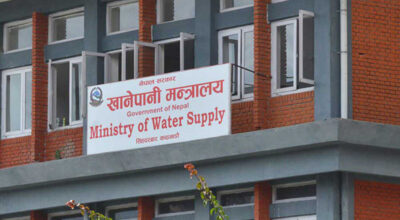 नेपाल सरकार
खानेपानी मन्त्रालय
Government of Nepal
Ministry of Water Supply
सिंहदरबार काठमाडौं